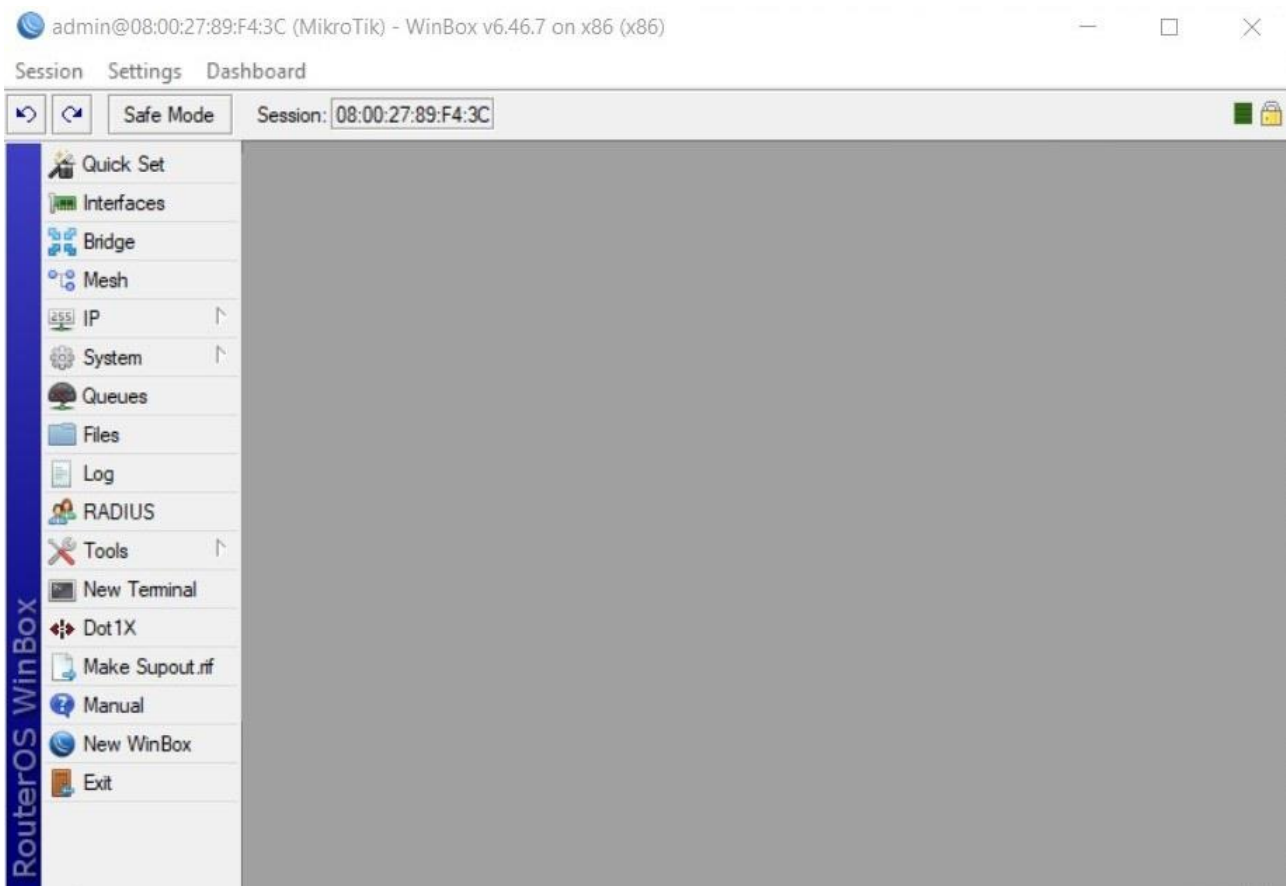 admin@08:00:27:89:F4:3C (MikroTik) - WinBox v6.46.7 on x86 (x86)
Session Settings Dashboard
Safe Mode Session: 08:00:27:89:F4:3C
Quick Set
Interfaces
Bridge
Mesh
255 IP
System
Queues
Files
Log
RADIUS
Tools
New Terminal
Dot1X
Make Supout.rif
Manual
New WinBox
Exit
RouterOS WinBox